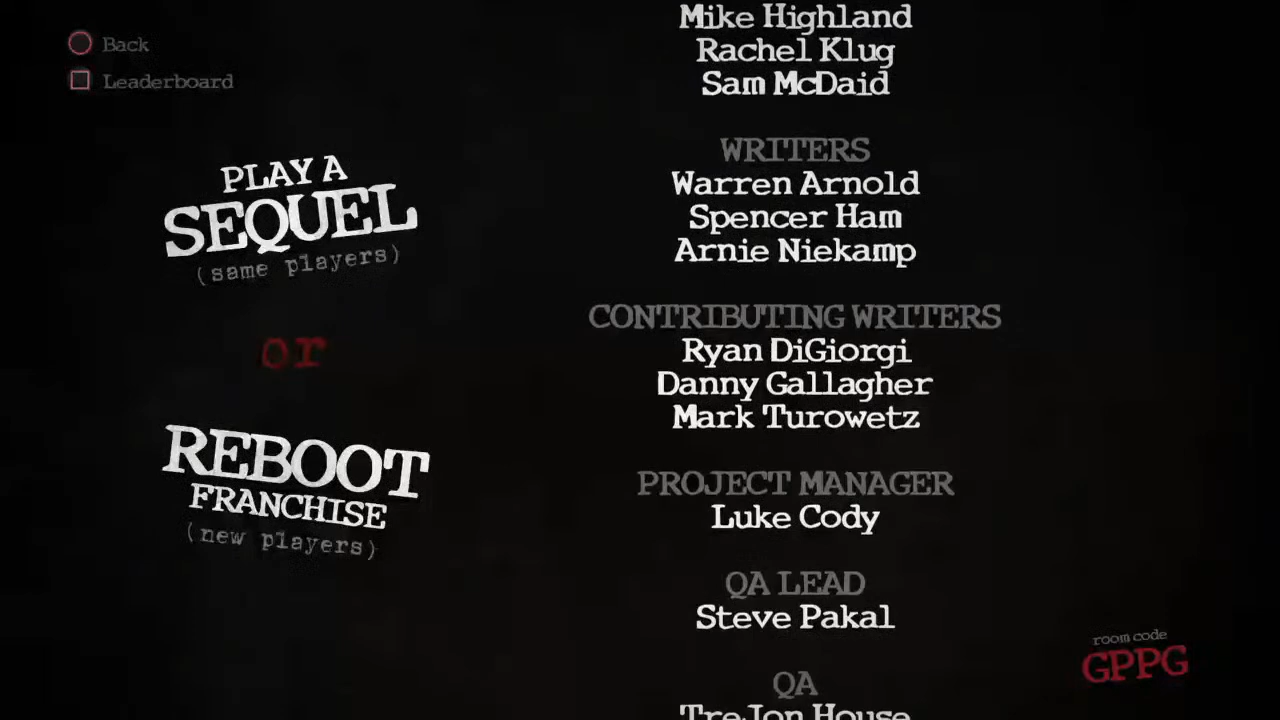 Back
Leaderboard
PLAY A
SEQUEL
(same players)
or
REBOOT
FRANCHISE
(new players)
Mike Highland
Rachel Klug
Sam McDaid
WRITERS
Warren Arnold
Spencer Ham
Arnie Niekamp
CONTRIBUTING WRITERS
Ryan DiGiorgi
Danny Gallagher
Mark Turowetz
PROJECT MANAGER
Luke Cody
QA LEAD
Steve Pakal
QA
TreJon House
room code
GPPG